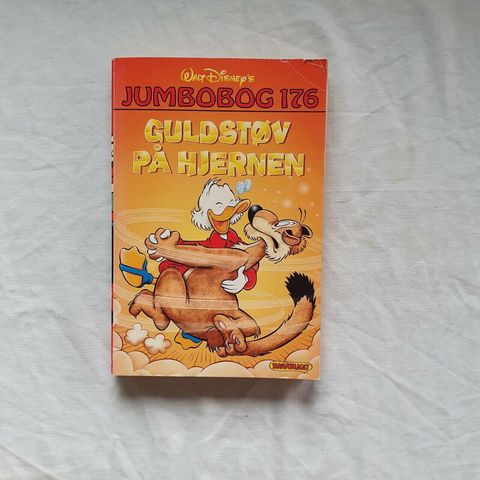 WALT DISNEY'S
JUMBOBOG 176
GULDSTØV
PÅ HJERNEN